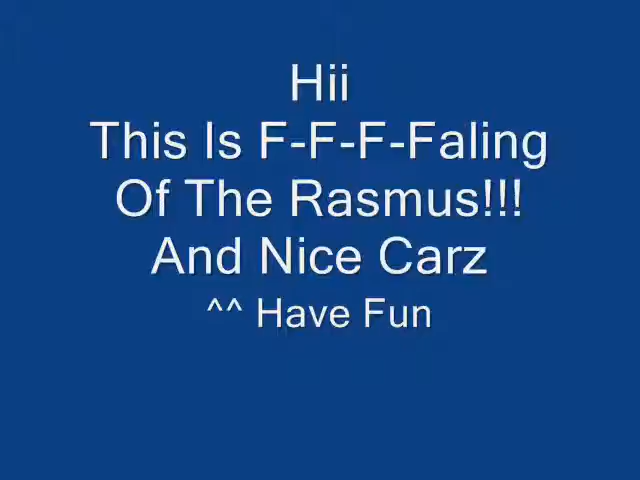 Hii
This Is F-F-F-Faling
Of The Rasmus!!!
And Nice Carz
^^ Have Fun